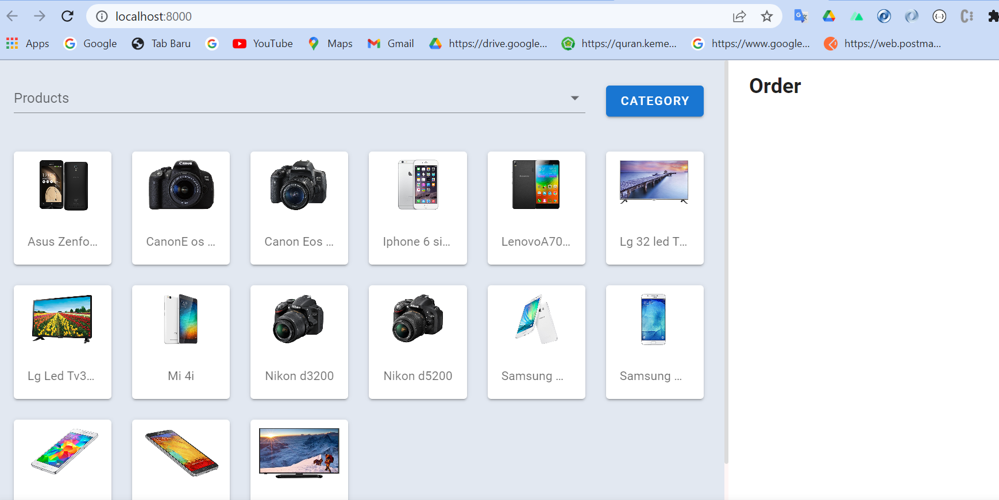 localhost:8000
Apps Google Tab Baru YouTube Maps Gmail https://drive.google... https://quran.keme... https://www.google... https://web.postma...
Order
Products
CATEGORY
Asus Zenfo... CanonE os ... Canon Eos ... Iphone 6 si... LenovoA70... Lg 32 led T...
Lg Led Tv3... Mi 4i Nikon d3200 Nikon d5200 Samsung ... Samsung ...